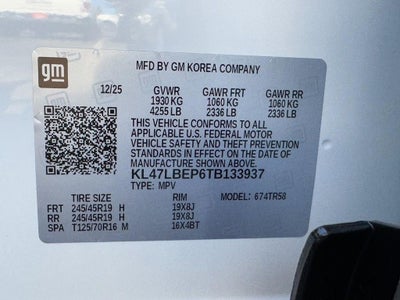 gm
MFD BY GM KOREA COMPANY
12/25 GVWR GAWR FRT GAWR RR
1930 KG 1060 KG 1060 KG
4255 LB 2336 LB 2336 LB
THIS VEHICLE CONFORMS TO ALL
APPLICABLE U.S. FEDERAL MOTOR
VEHICLE SAFETY AND THEFT
PREVENTION STANDARDS IN
EFFECT ON THE DATE OF
MANUFACTURE SHOWN ABOVE.
KL47LBEP6TB133937
TYPE: MPV MODEL: 674TR58
TIRE SIZE RIM
FRT 245/45R19 H 19X8J
RR 245/45R19 H 19X8J
SPA T125/70R16 M 16X4BT